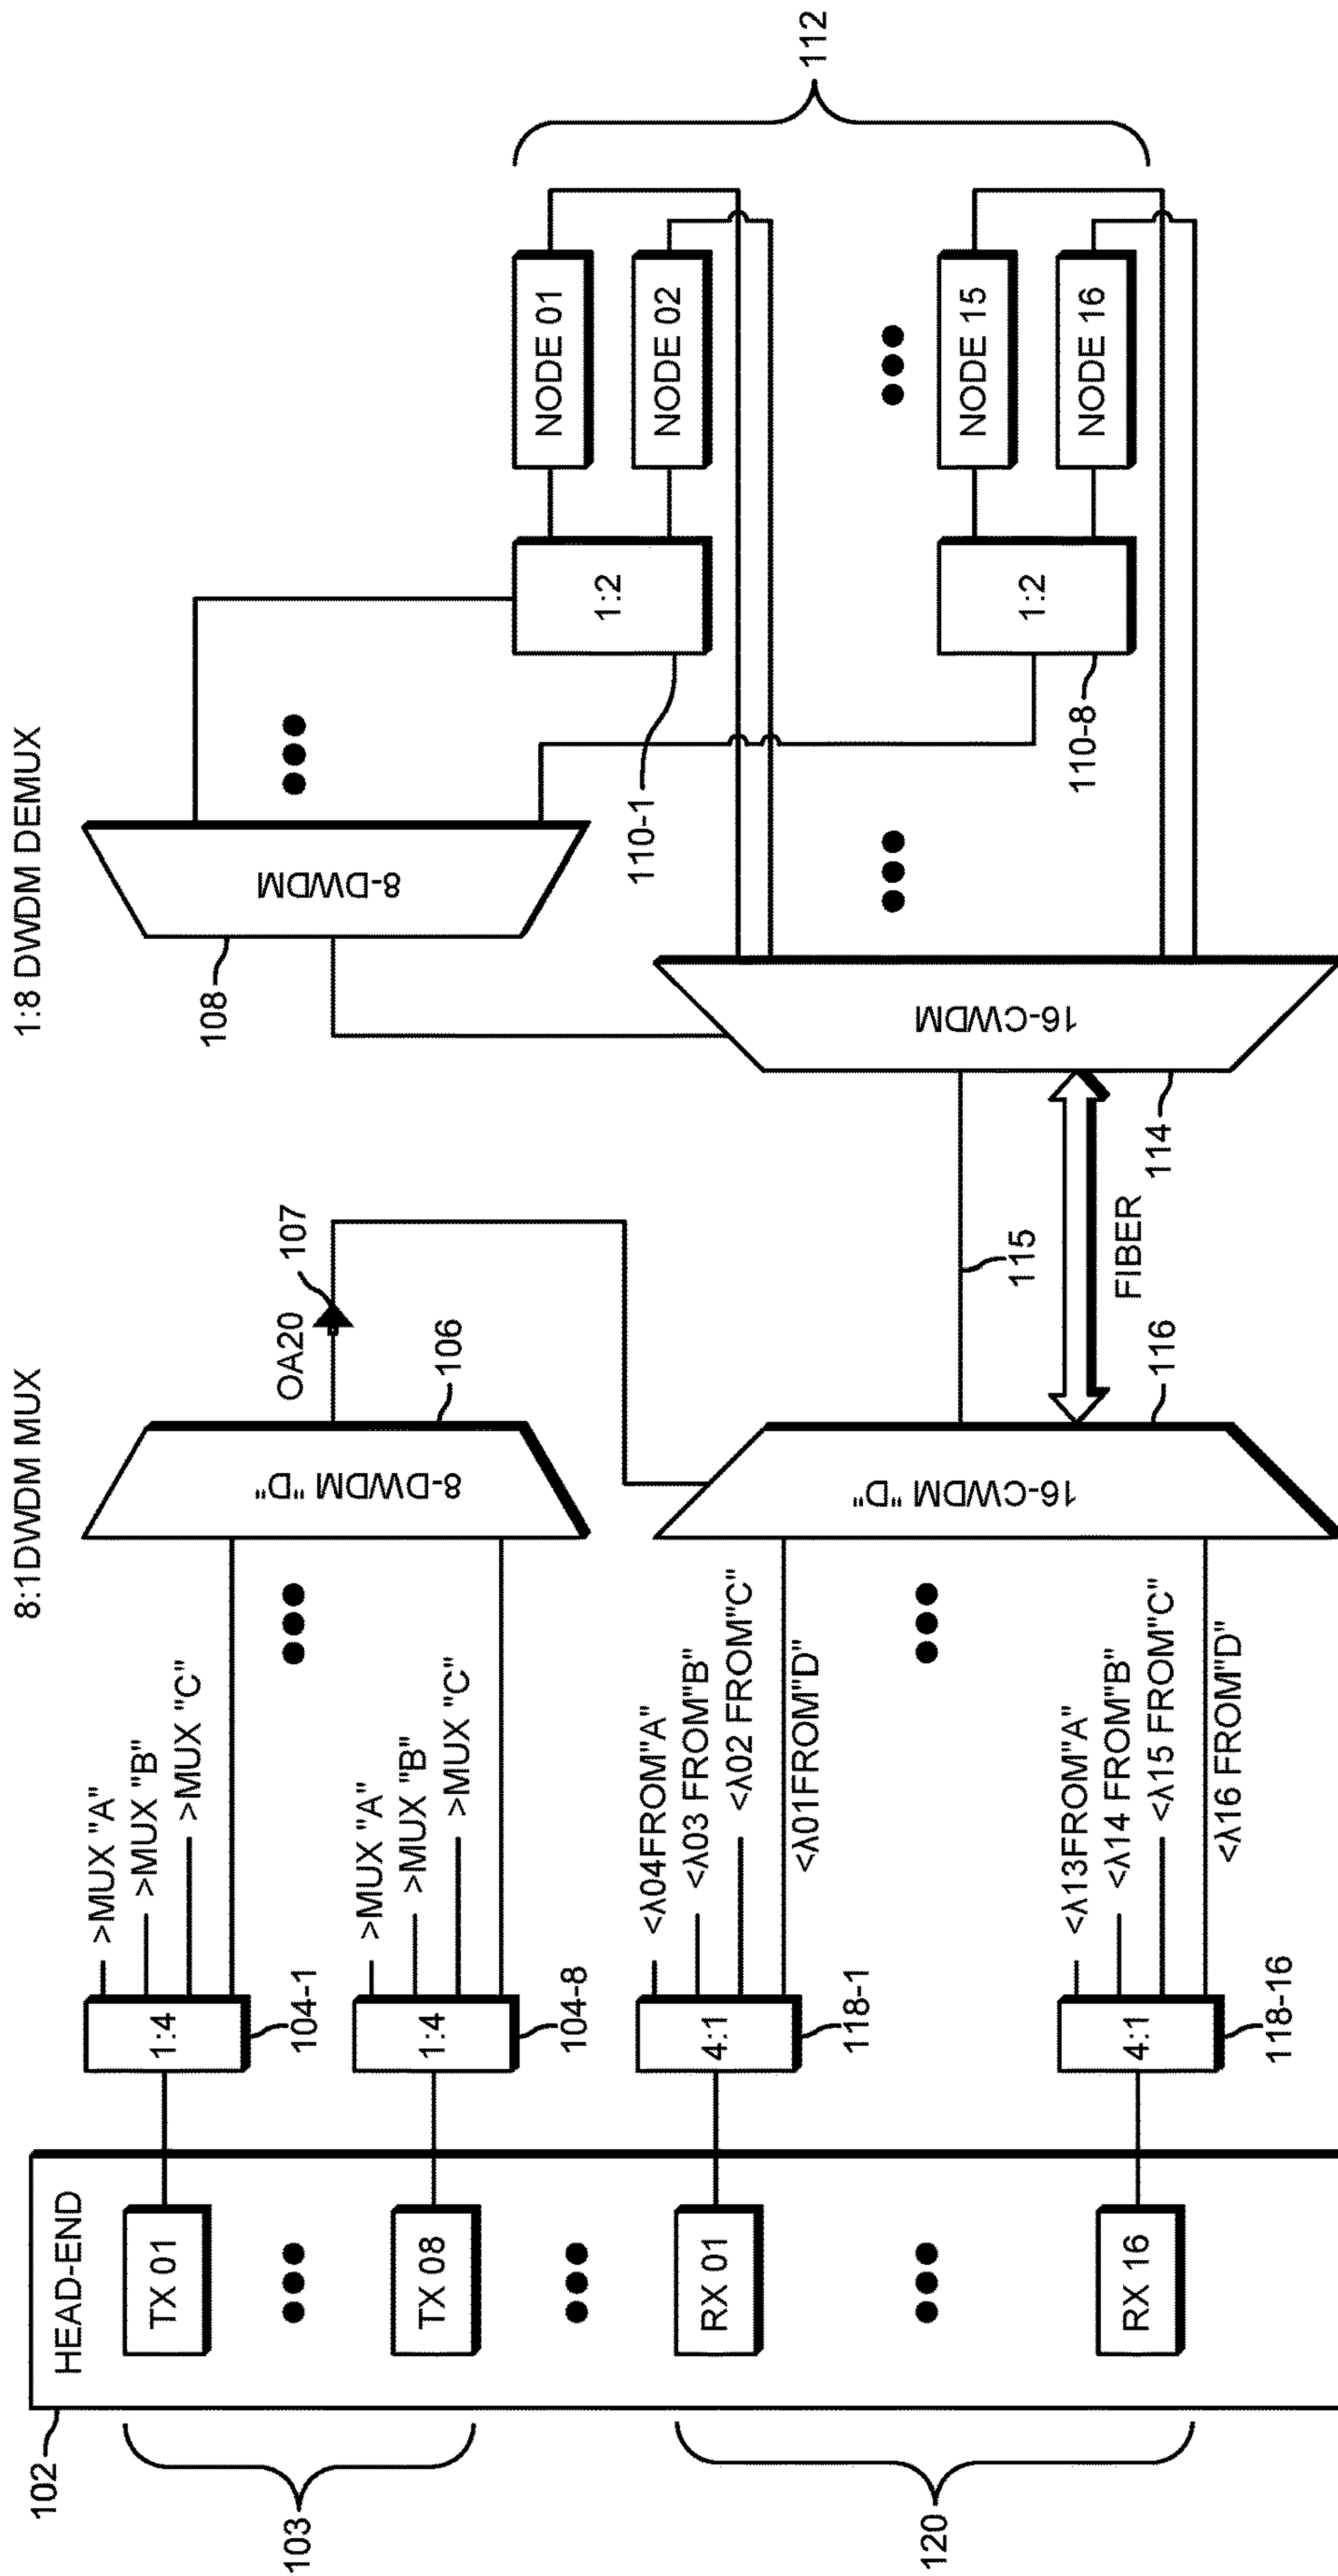 8:1DWDM MUX
1:8 DWDM DEMUX
102
HEAD-END
103
TX 01
TX 08
120
RX 01
RX 16
1:4
104-1
>MUX "A"
>MUX "B"
>MUX "C"
1:4
104-8
>MUX "A"
>MUX "B"
>MUX "C"
4:1
118-1
<λ04FROM"A"
<λ03 FROM"B"
<λ02 FROM"C"
<λ01FROM"D"
4:1
118-16
<λ13FROM"A"
<λ14 FROM"B"
<λ15 FROM"C"
<λ16 FROM"D"
8-DWDM "D"
106
OA20
107
16-CWDM "D"
116
115
FIBER
114
16-CWDM
108
8-DWDM
110-1
1:2
NODE 01
NODE 02
110-8
1:2
NODE 15
NODE 16
112